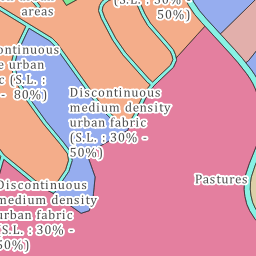 areas
(S.L. : 30% -
50%)
urban
(S.L. :
- 80%)
Discontinuous
medium density
urban fabric
(S.L. : 30% -
50%)
Pastures
Discontinuous
medium density
urban fabric
(S.L. : 30% -
50%)